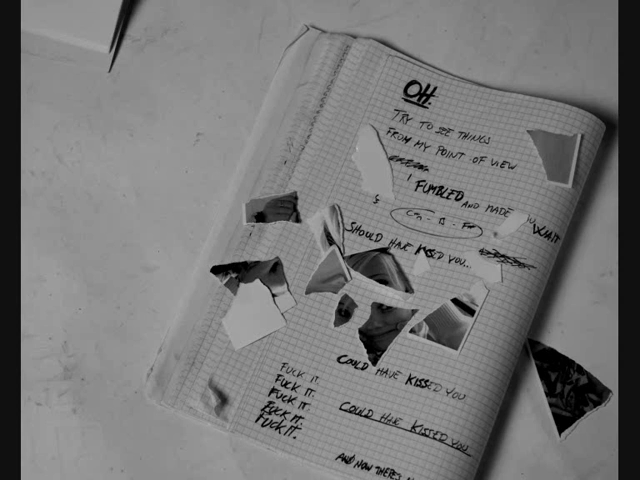 OH.
TRY TO SEE THINGS
FROM MY POINT OF VIEW
I FUMBLED AND MADE YOU WAIT
SHOULD HAVE KISSED YOU...
COULD HAVE KISSED YOU
FUCK IT.
FUCK IT.
FUCK IT.
FUCK IT.
FUCK IT.
COULD HAVE KISSED YOU
AND NOW THERE'S